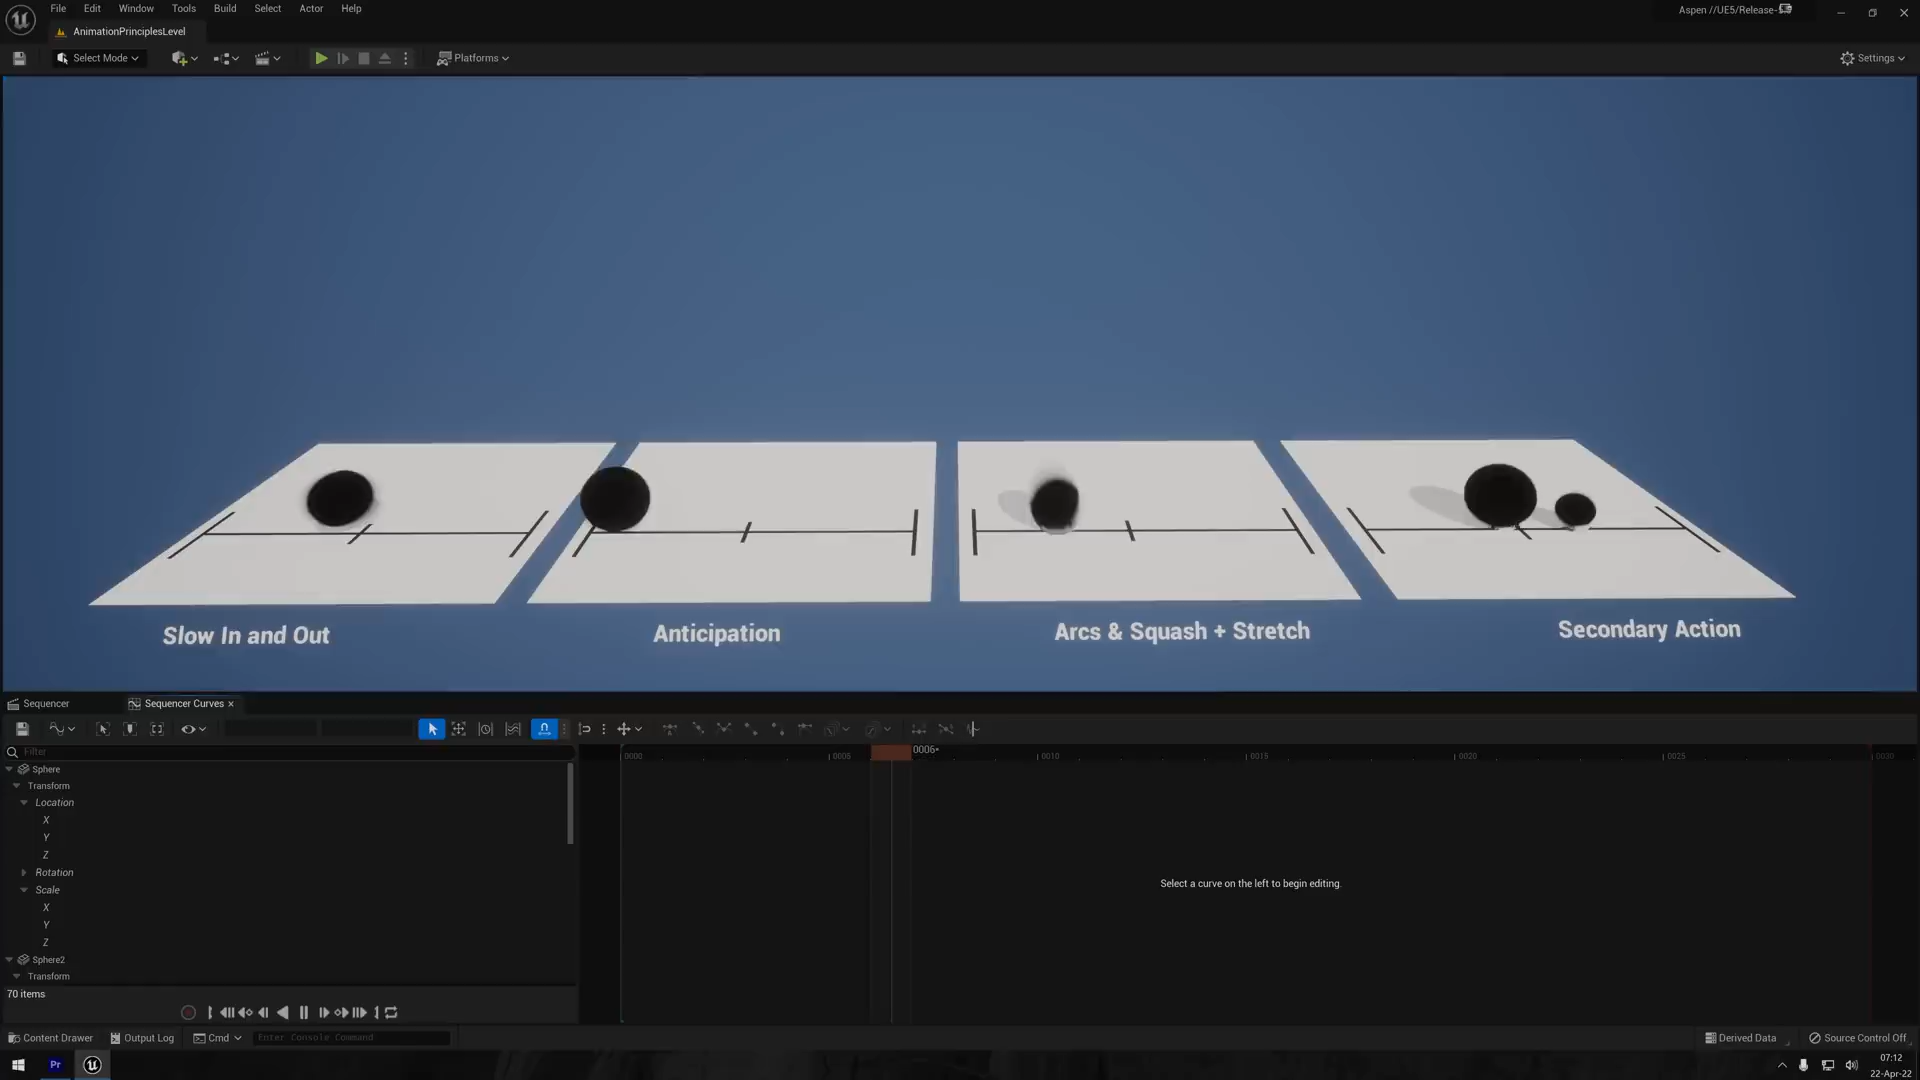 File Edit Window Tools Build Select Actor Help
Aspen //UE5/Release-
AnimationPrinciplesLevel
Select Mode
Platforms
Settings
Slow In and Out
Anticipation
Arcs & Squash + Stretch
Secondary Action
Sequencer
Sequencer Curves
Filter
0000
0005
0006*
0010
0015
0020
0025
0030
Sphere
Transform
Location
X
Y
Z
Rotation
Scale
X
Y
Z
Sphere2
Transform
Select a curve on the left to begin editing.
70 items
Content Drawer
Output Log
Cmd
Enter Console Command
Derived Data
Source Control Off
Pr
07:12
22-Apr-22